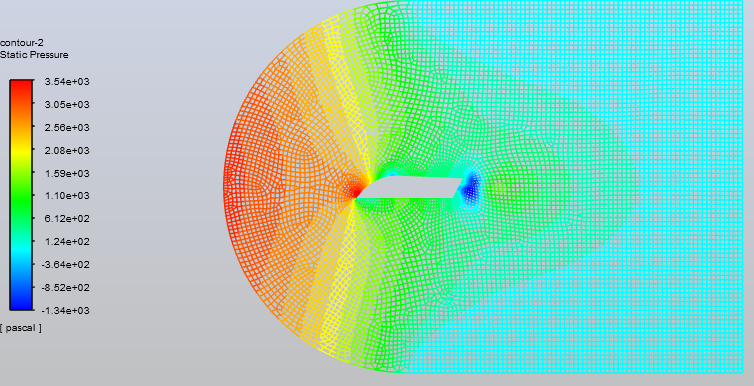 contour-2
Static Pressure
3.54e+03
3.05e+03
2.56e+03
2.08e+03
1.59e+03
1.10e+03
6.12e+02
1.24e+02
-3.64e+02
-8.52e+02
-1.34e+03
[ pascal ]